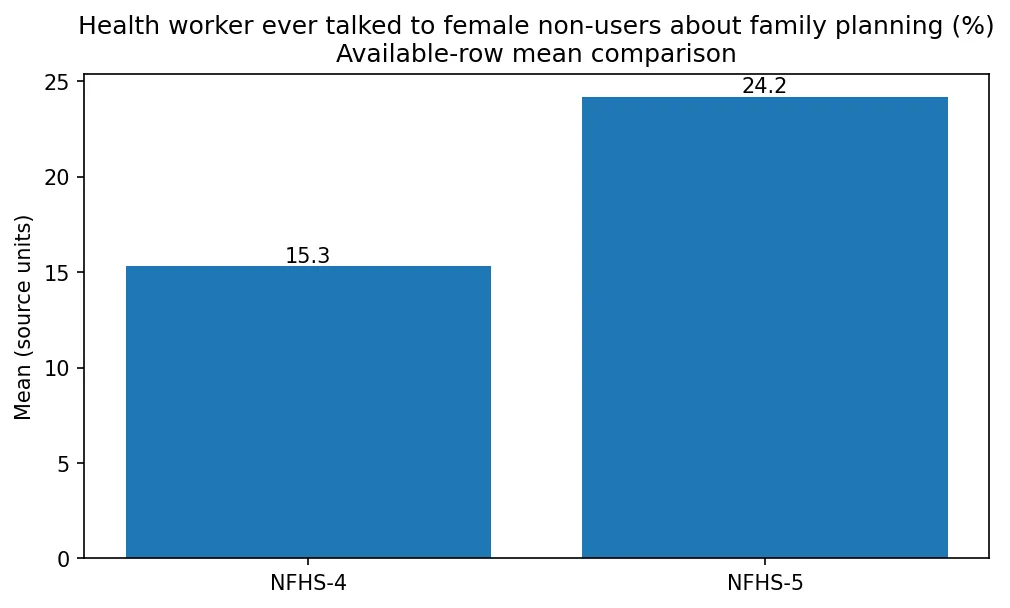 Health worker ever talked to female non-users about family planning (%)
Available-row mean comparison
Mean (source units)
25
20
15
10
5
0
15.3
24.2
NFHS-4
NFHS-5